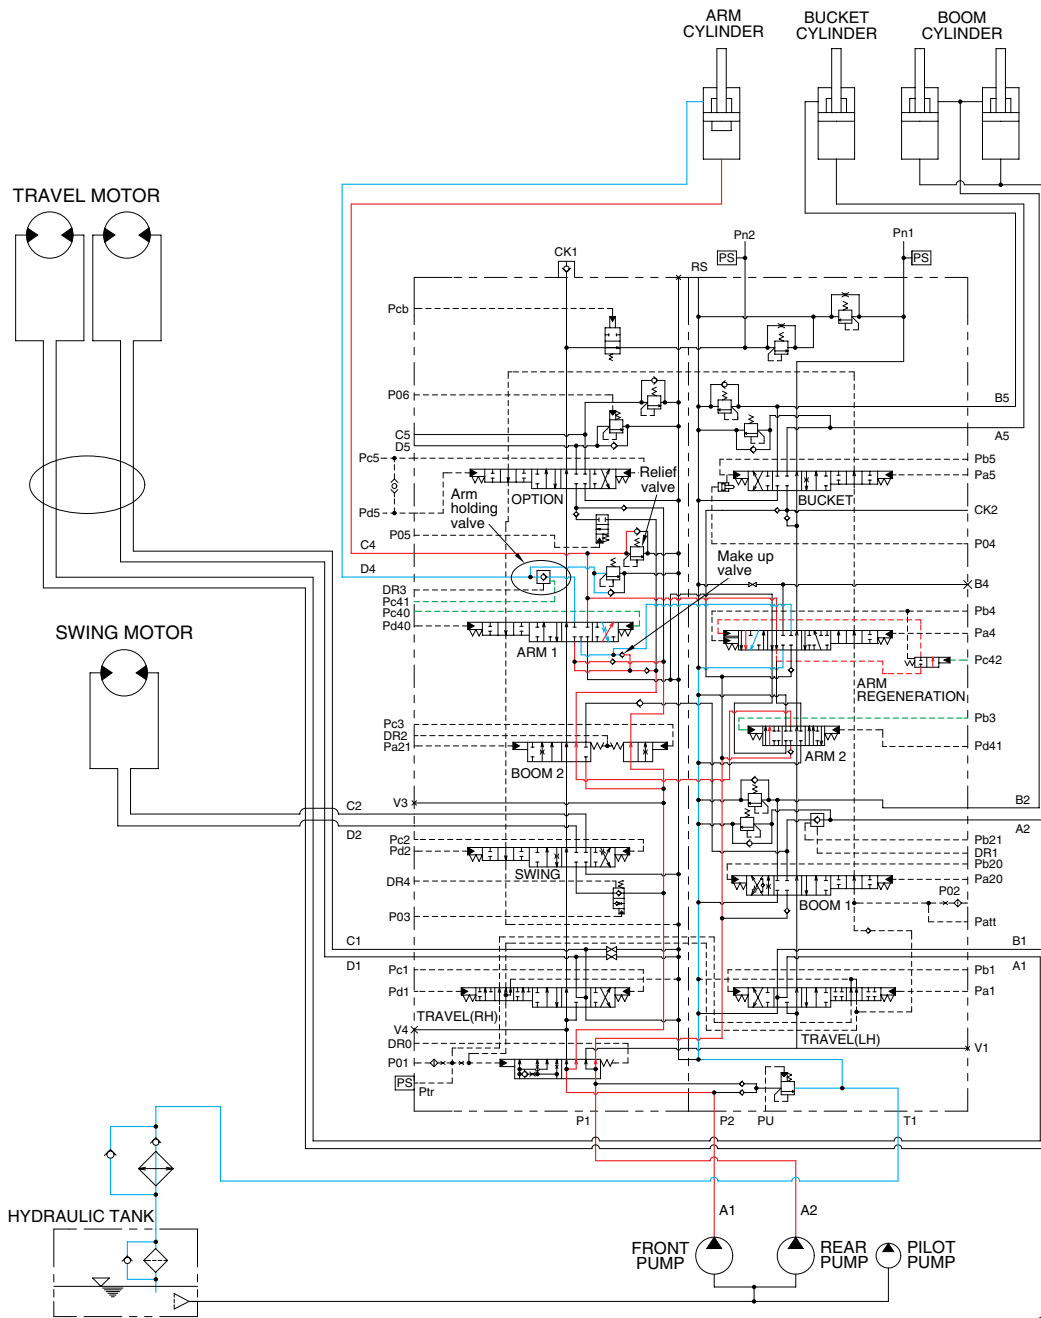 ARM
CYLINDER
BUCKET
CYLINDER
BOOM
CYLINDER
TRAVEL MOTOR
Pn2
Pn1
PS
PS
CK1
RS
Pcb
P06
B5
C5
D5
A5
Pc5
Relief
valve
Pb5
Pa5
OPTION
BUCKET
Arm
holding
valve
Pd5
CK2
P05
P04
C4
Make up
valve
D4
B4
DR3
Pc41
Pc40
Pb4
Pd40
Pa4
SWING MOTOR
ARM 1
Pc42
ARM
REGENERATION
Pc3
Pb3
DR2
Pa21
Pd41
ARM 2
BOOM 2
C2
V3
B2
D2
A2
Pc2
Pb21
Pd2
DR1
Pb20
SWING
Pa20
DR4
P02
BOOM 1
P03
Patt
C1
B1
D1
A1
Pc1
Pb1
Pd1
Pa1
TRAVEL(RH)
V4
TRAVEL(LH)
DR0
V1
P01
PS
Ptr
P1
P2
PU
T1
HYDRAULIC TANK
A1
A2
FRONT
PUMP
REAR
PUMP
PILOT
PUMP